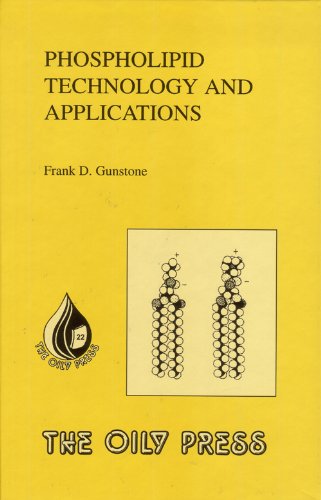 PHOSPHOLIPID
TECHNOLOGY AND
APPLICATIONS
Frank D. Gunstone
+
-
+
-
22
THE OILY PRESS
THE OILY PRESS